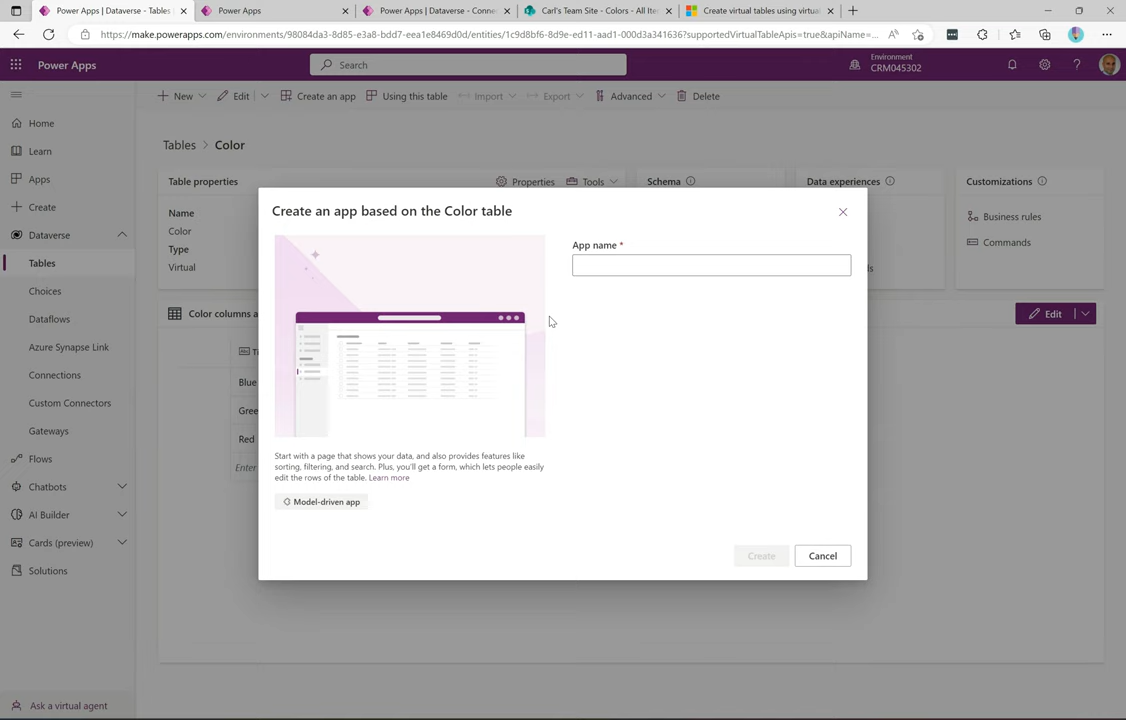 Power Apps | Dataverse - Tables
Power Apps
Power Apps | Dataverse - Conne
Carl's Team Site - Colors - All Ite
Create virtual tables using virtua
https://make.powerapps.com/environments/98084da3-8d85-e3a8-bdd7-eea1e8469d0d/entities/1c9d8bf6-8d9e-ed11-aad1-000d3a341636?supportedVirtualTableApis=true&apiName=...
Power Apps
Search
Environment
CRM045302
New
Edit
Create an app
Using this table
Import
Export
Advanced
Delete
Home
Learn
Apps
Create
Dataverse
Tables
Choices
Dataflows
Azure Synapse Link
Connections
Custom Connectors
Gateways
Flows
Chatbots
AI Builder
Cards (preview)
Solutions
Ask a virtual agent
Tables > Color
Table properties
Properties
Tools
Schema
Data experiences
Customizations
Name
Color
Type
Virtual
Business rules
Commands
Color columns a
Edit
Ti
Blue
Gree
Red
Enter
Create an app based on the Color table
App name *
Start with a page that shows your data, and also provides features like
sorting, filtering, and search. Plus, you'll get a form, which lets people easily
edit the rows of the table. Learn more
Model-driven app
Create
Cancel